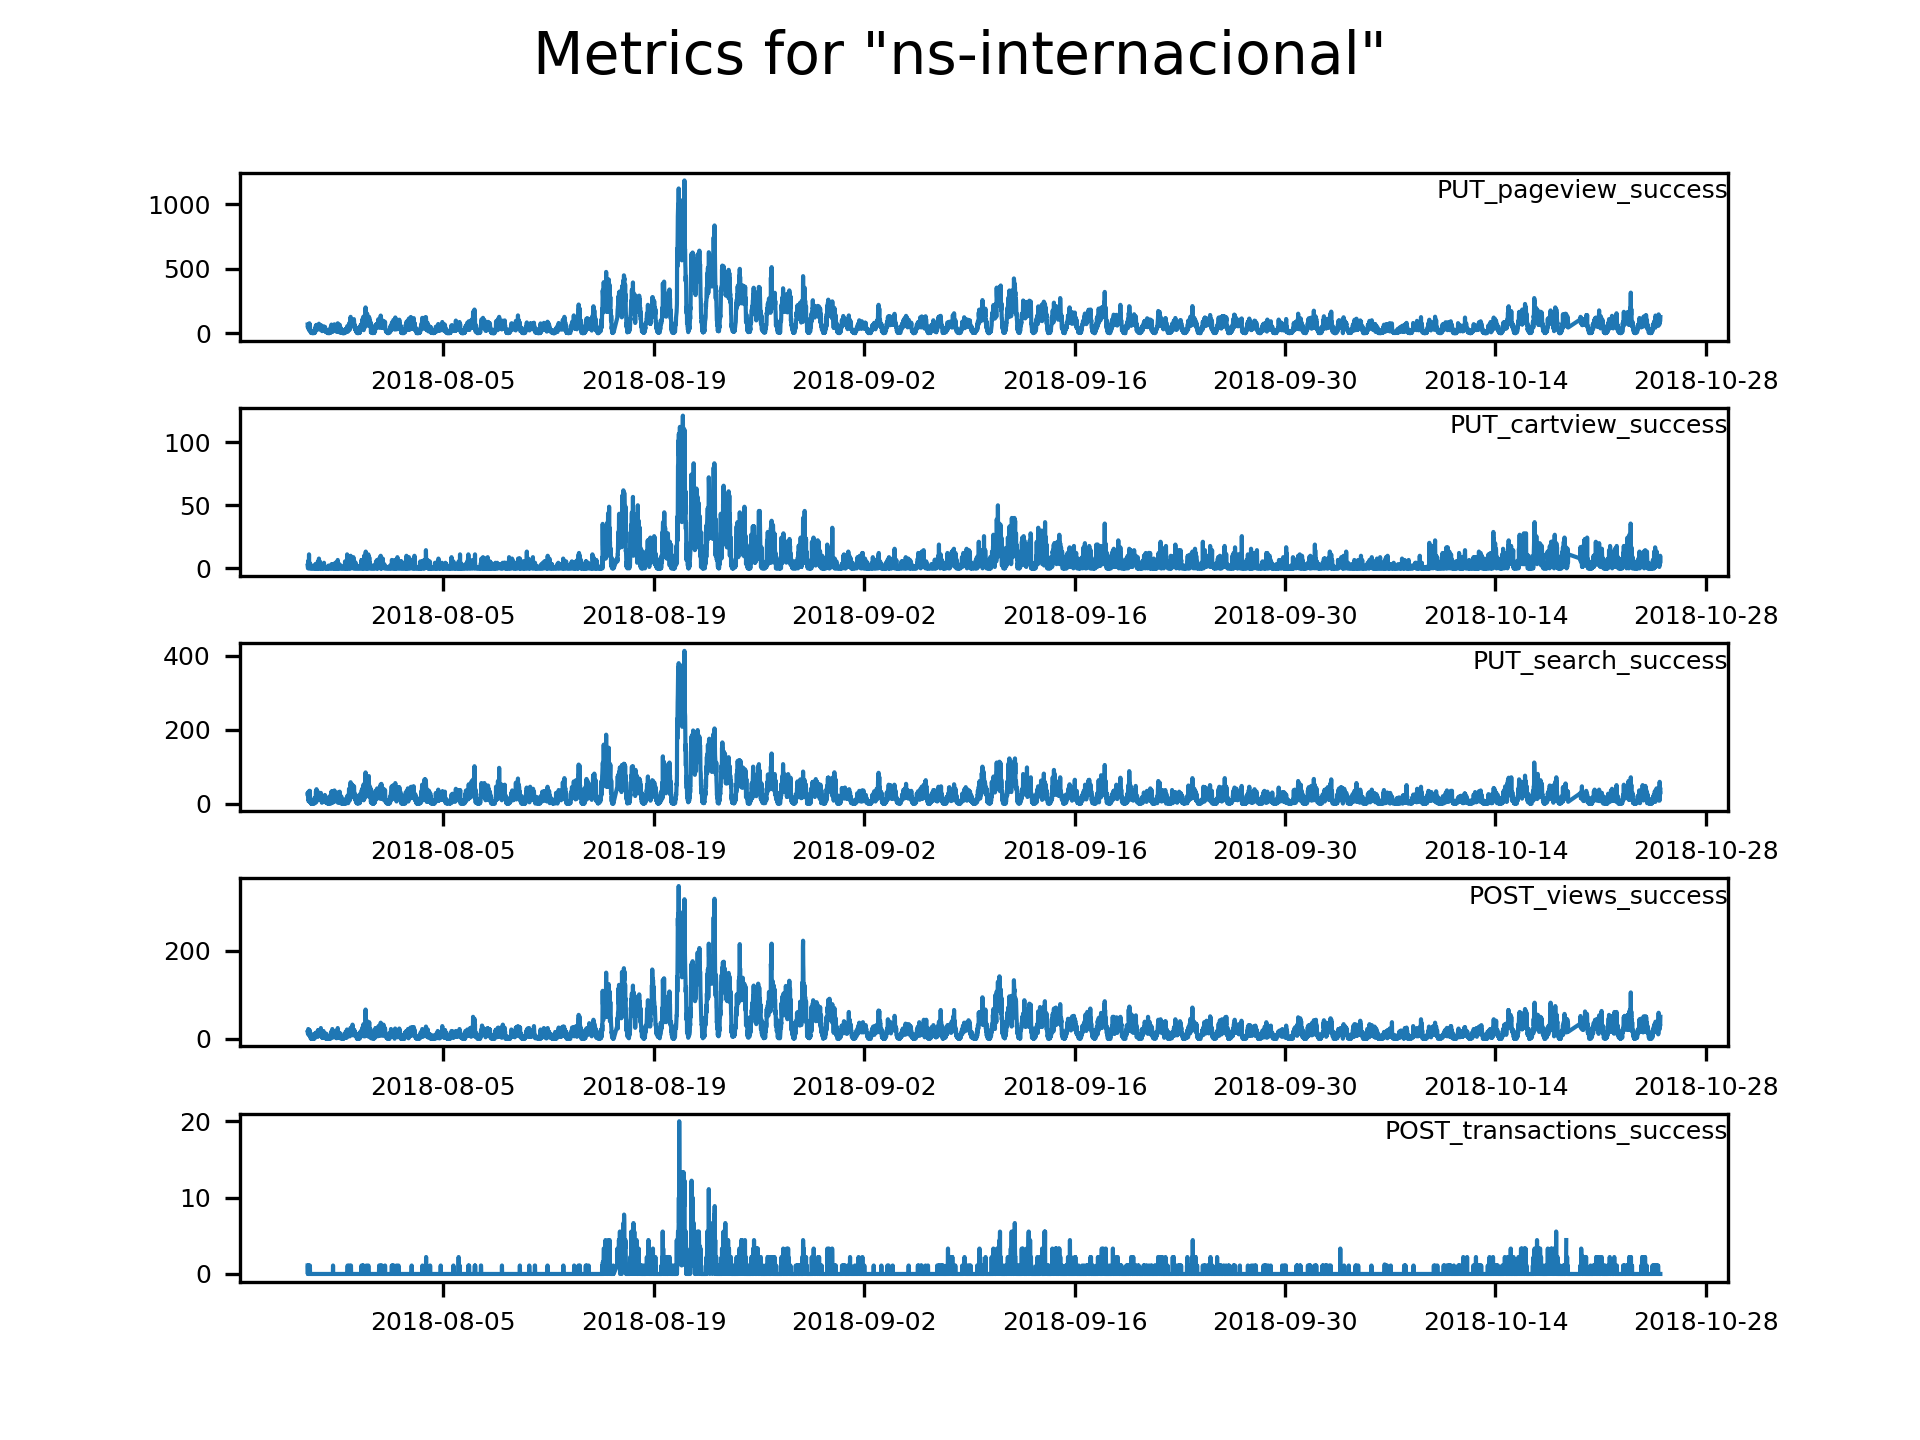 Metrics for "ns-internacional"
PUT_pageview_success
1000
500
0
2018-08-05 2018-08-19 2018-09-02 2018-09-16 2018-09-30 2018-10-14 2018-10-28
PUT_cartview_success
100
50
0
2018-08-05 2018-08-19 2018-09-02 2018-09-16 2018-09-30 2018-10-14 2018-10-28
PUT_search_success
400
200
0
2018-08-05 2018-08-19 2018-09-02 2018-09-16 2018-09-30 2018-10-14 2018-10-28
POST_views_success
200
0
2018-08-05 2018-08-19 2018-09-02 2018-09-16 2018-09-30 2018-10-14 2018-10-28
POST_transactions_success
20
10
0
2018-08-05 2018-08-19 2018-09-02 2018-09-16 2018-09-30 2018-10-14 2018-10-28